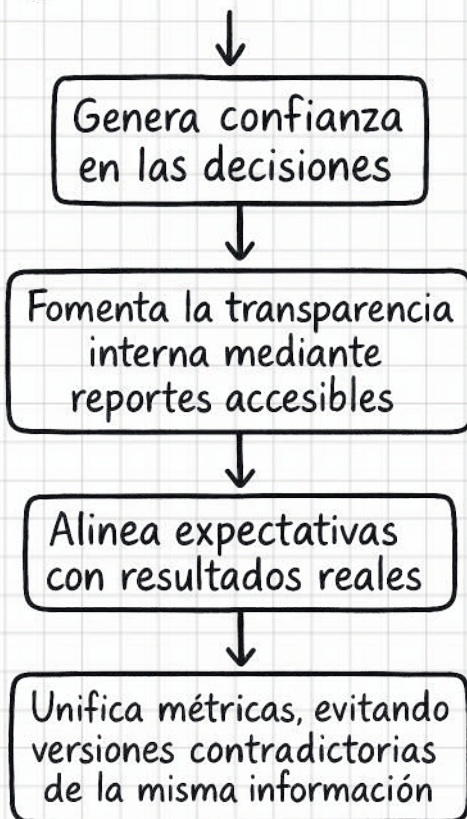 Genera confianza
en las decisiones
Fomenta la transparencia
interna mediante
reportes accesibles
Alinea expectativas
con resultados reales
Unifica métricas, evitando
versiones contradictorias
de la misma información